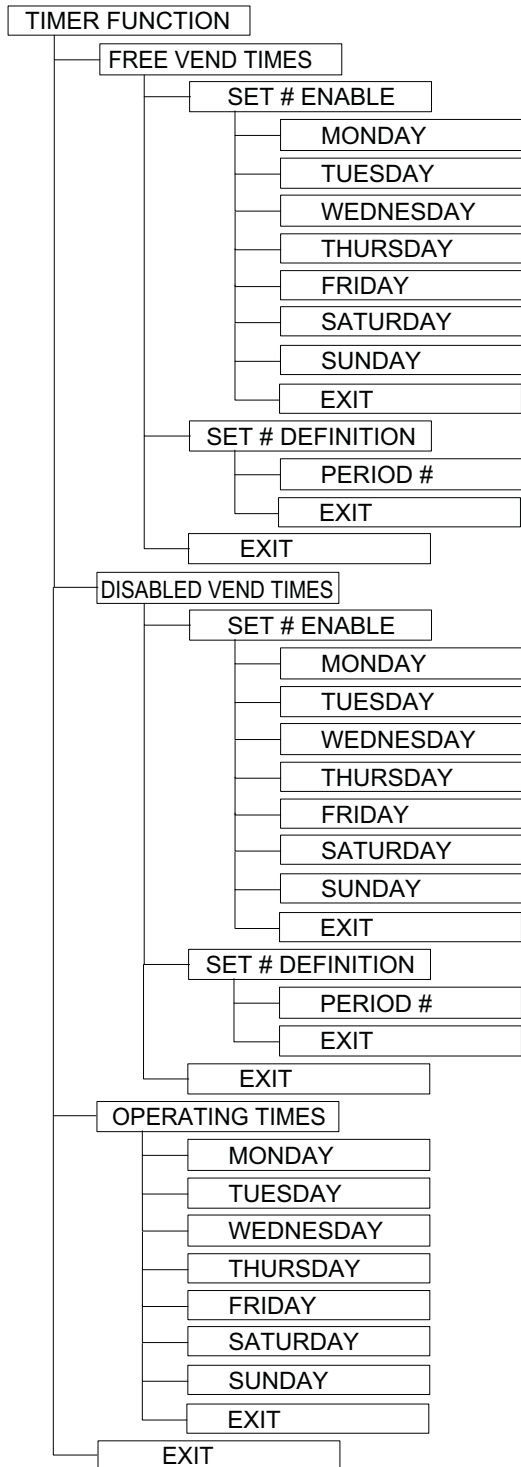 TIMER FUNCTION
FREE VEND TIMES
SET # ENABLE
MONDAY
TUESDAY
WEDNESDAY
THURSDAY
FRIDAY
SATURDAY
SUNDAY
EXIT
SET # DEFINITION
PERIOD #
EXIT
EXIT
DISABLED VEND TIMES
SET # ENABLE
MONDAY
TUESDAY
WEDNESDAY
THURSDAY
FRIDAY
SATURDAY
SUNDAY
EXIT
SET # DEFINITION
PERIOD #
EXIT
EXIT
OPERATING TIMES
MONDAY
TUESDAY
WEDNESDAY
THURSDAY
FRIDAY
SATURDAY
SUNDAY
EXIT
EXIT